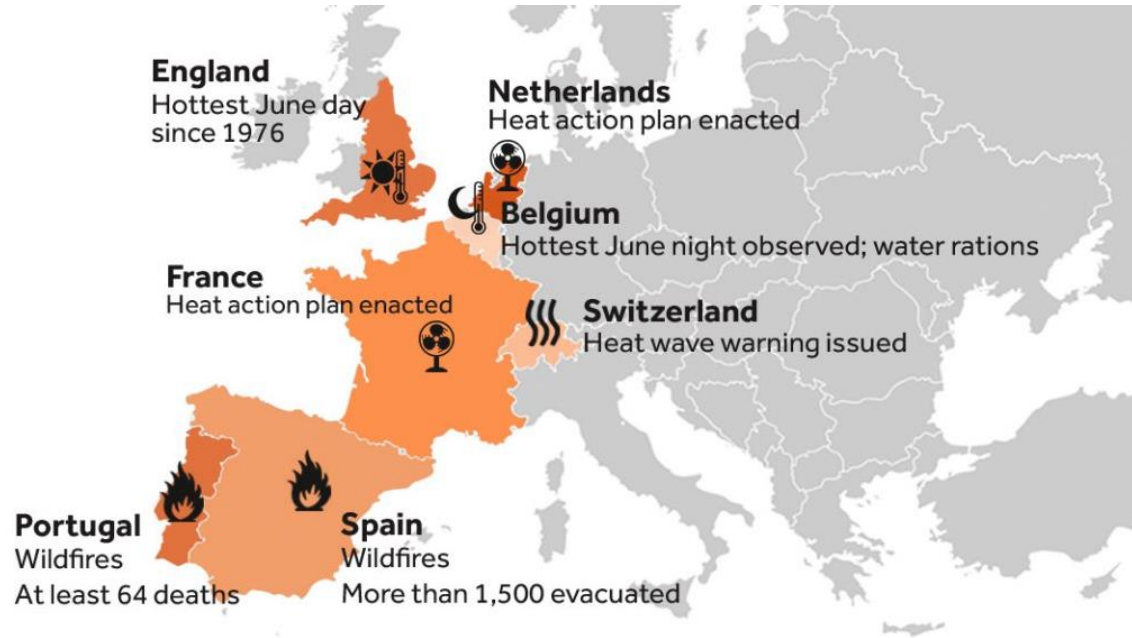 England
Hottest June day
since 1976
Netherlands
Heat action plan enacted
Belgium
Hottest June night observed; water rations
France
Heat action plan enacted
Switzerland
Heat wave warning issued
Portugal
Wildfires
At least 64 deaths
Spain
Wildfires
More than 1,500 evacuated